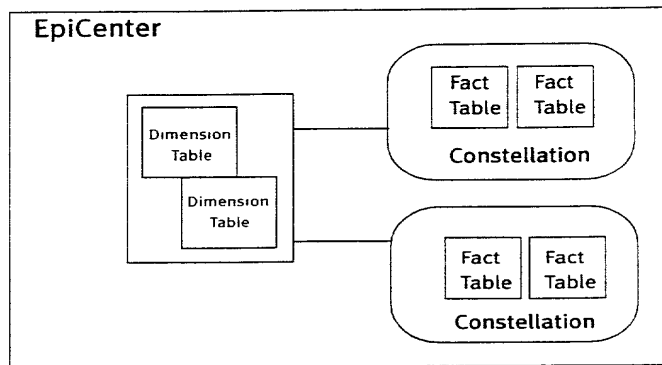 EpiCenter
Dimension
Table
Dimension
Table
Fact
Table
Fact
Table
Constellation
Fact
Table
Fact
Table
Constellation